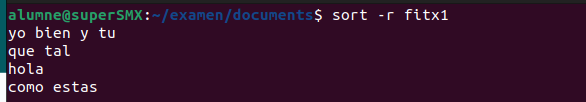 alumne@superSMX:~/examen/documents$ sort -r fitx1
yo bien y tu
que tal
hola
como estas